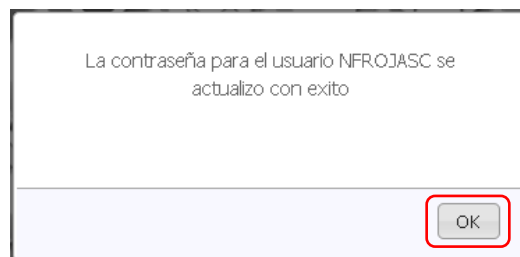 La contraseña para el usuario NFROJASC se
actualizo con exito
OK